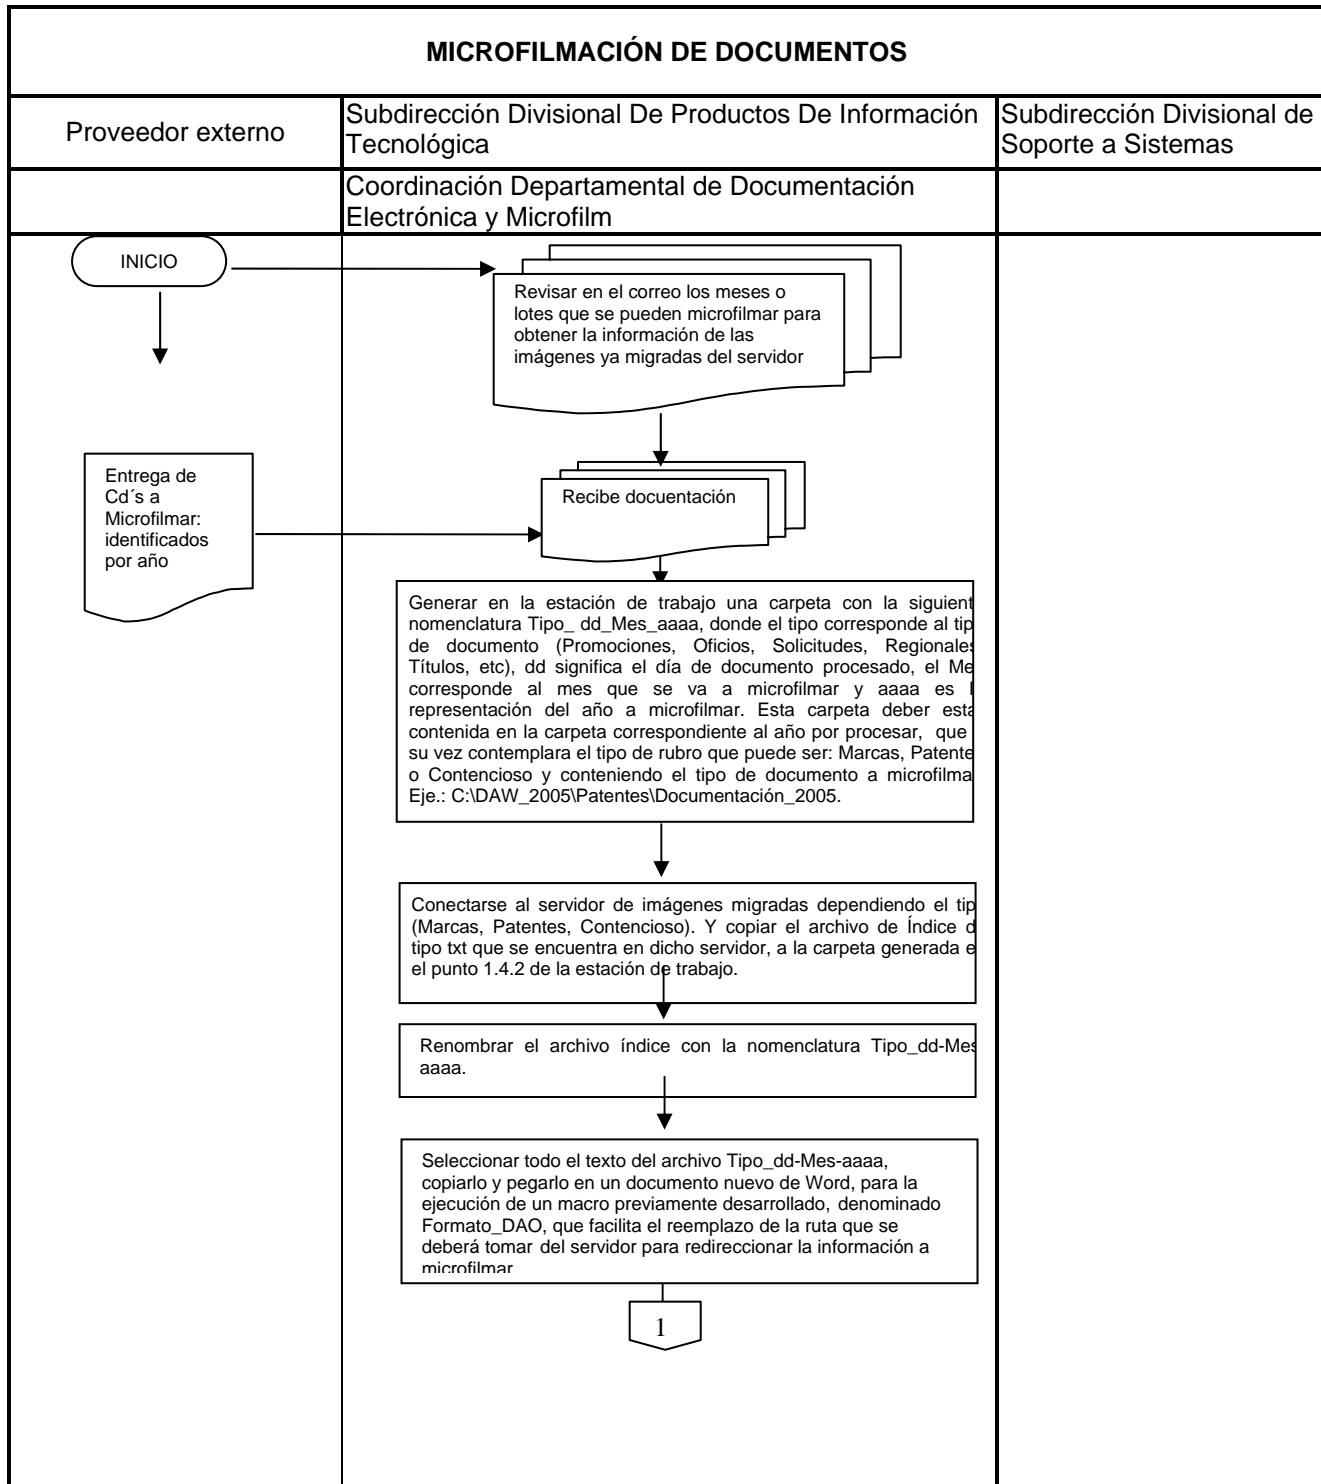 MICROFILMACIÓN DE DOCUMENTOS
Proveedor externo
Subdirección Divisional De Productos De Información
Tecnológica
Subdirección Divisional de
Soporte a Sistemas
Coordinación Departamental de Documentación
Electrónica y Microfilm
INICIO
Revisar en el correo los meses o
lotes que se pueden microfilmar para
obtener la información de las
imágenes ya migradas del servidor
Entrega de
Cd´s a
Microfilmar:
identificados
por año
Recibe docuentación
Generar en la estación de trabajo una carpeta con la siguient
nomenclatura Tipo_ dd_Mes_aaaa, donde el tipo corresponde al tip
de documento (Promociones, Oficios, Solicitudes, Regionales
Títulos, etc), dd significa el día de documento procesado, el Me
corresponde al mes que se va a microfilmar y aaaa es l
representación del año a microfilmar. Esta carpeta deber esta
contenida en la carpeta correspondiente al año por procesar, que
su vez contemplara el tipo de rubro que puede ser: Marcas, Patente
o Contencioso y conteniendo el tipo de documento a microfilma
Eje.: C:\DAW_2005\Patentes\Documentación_2005.
Conectarse al servidor de imágenes migradas dependiendo el tip
(Marcas, Patentes, Contencioso). Y copiar el archivo de Índice d
tipo txt que se encuentra en dicho servidor, a la carpeta generada e
el punto 1.4.2 de la estación de trabajo.
Renombrar el archivo índice con la nomenclatura Tipo_dd-Mes
aaaa.
Seleccionar todo el texto del archivo Tipo_dd-Mes-aaaa,
copiarlo y pegarlo en un documento nuevo de Word, para la
ejecución de un macro previamente desarrollado, denominado
Formato_DAO, que facilita el reemplazo de la ruta que se
deberá tomar del servidor para redireccionar la información a
microfilmar
1